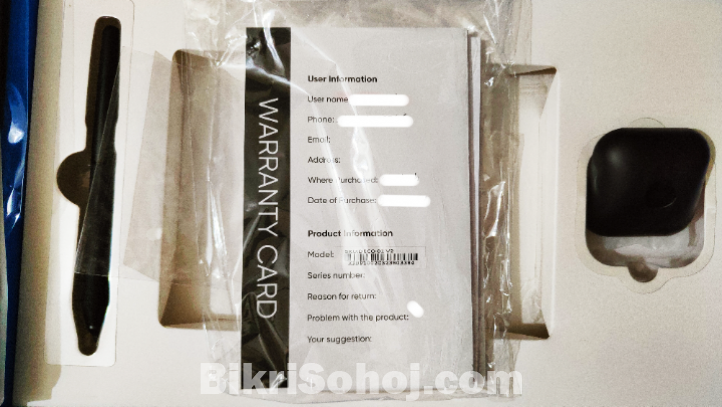 WARRANTY CARD
User Information
User name
Phone:
Email:
Address:
Where Purchased:
Date of Purchase:
Product Information
Model:
Series number:
Reason for return:
Problem with the product:
Your suggestion:
BikriSohoj.com